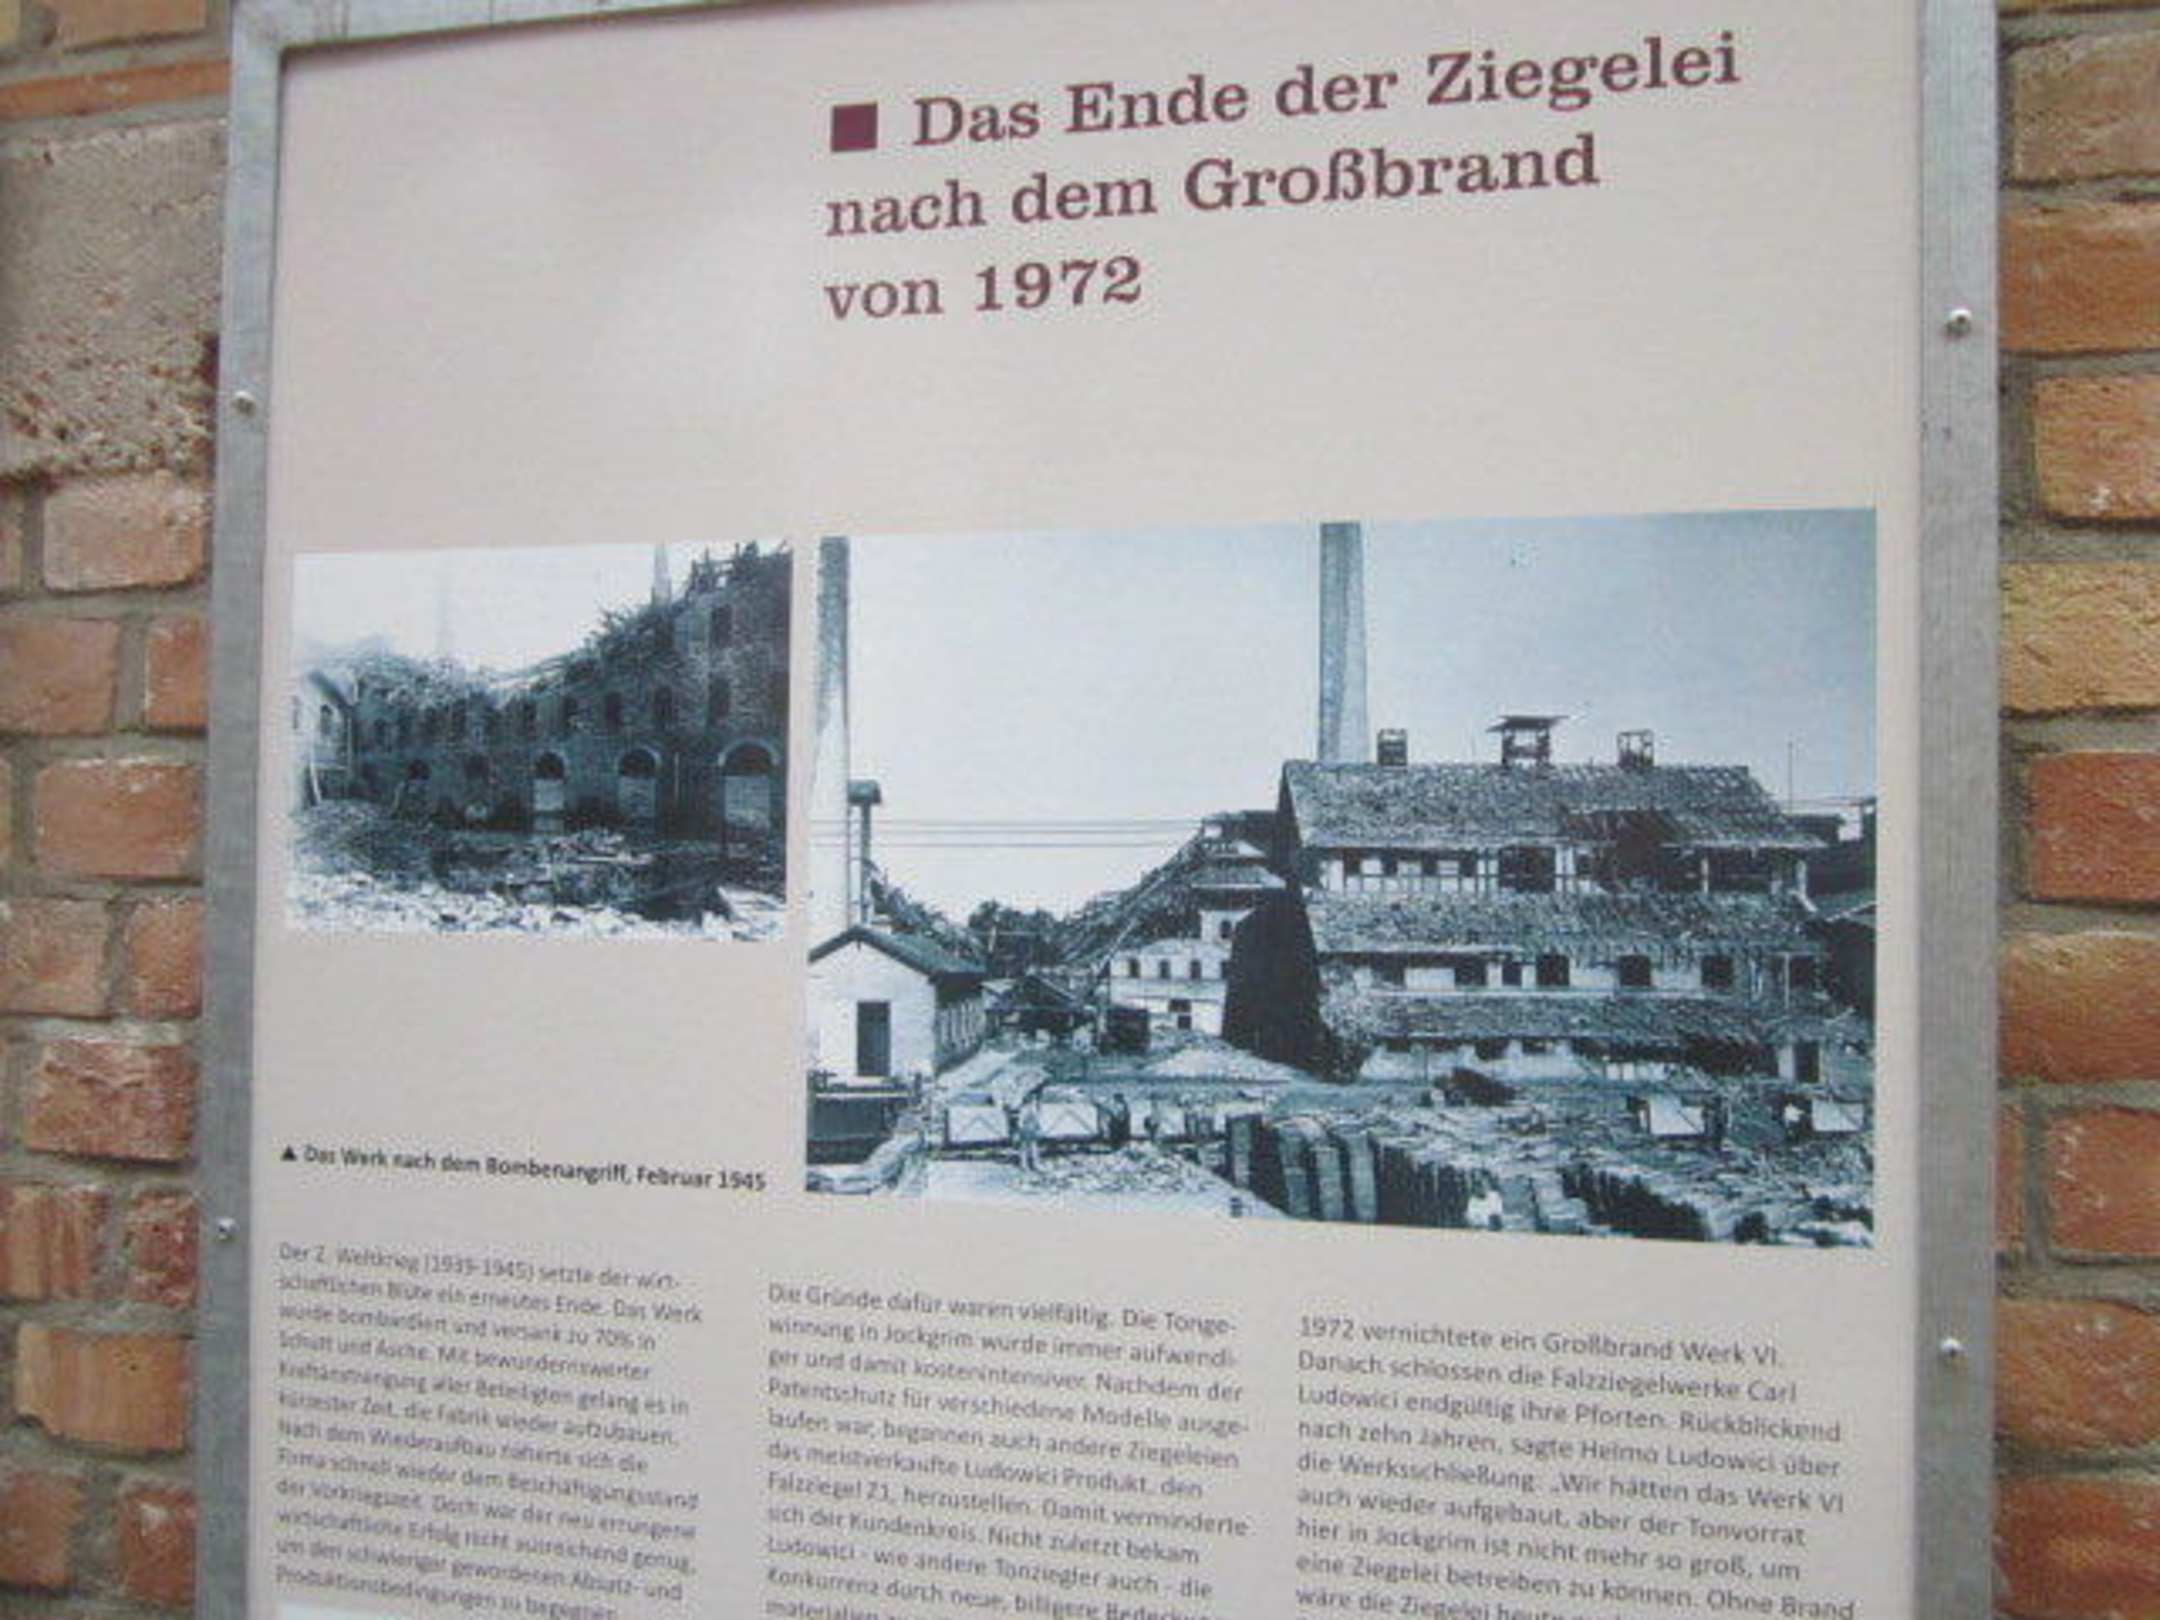 ■ Das Ende der Ziegelei
nach dem Großbrand
von 1972
▲ Das Werk nach dem Bombenangriff, Februar 1945
Der 2. Weltkrieg (1939-1945) setzte der wirt-
schaftlichen Blüte ein erneutes Ende. Das Werk
wurde bombardiert und versank zu 70% in
Schutt und Asche. Mit bewundernswerter
Kraftanstrengung aller Beteiligten gelang es in
kürzester Zeit, die Fabrik wieder aufzubauen.
Nach dem Wiederaufbau näherte sich die
Firma schnell wieder dem Beschäftigungsstand
der Vorkriegszeit. Doch war der neu errungene
wirtschaftliche Erfolg nicht ausreichend genug,
um den schwieriger gewordenen Absatz- und
Produktionsbedingungen zu begegnen.
Die Gründe dafür waren vielfältig. Die Tonge-
winnung in Jockgrim wurde immer aufwendi-
ger und damit kostenintensiver. Nachdem der
Patentschutz für verschiedene Modelle ausge-
laufen war, begannen auch andere Ziegeleien
das meistverkaufte Ludowici Produkt, den
Falzziegel Z1, herzustellen. Damit verminderte
sich der Kundenkreis. Nicht zuletzt bekam
Ludowici - wie andere Tonziegler auch - die
Konkurrenz durch neue, billigere
1972 vernichtete ein Großbrand Werk VI.
Danach schlossen die Falzziegelwerke Carl
Ludowici endgültig ihre Pforten. Rückblickend
nach zehn Jahren, sagte Heimo Ludowici über
die Werksschließung: „Wir hätten das Werk VI
auch wieder aufgebaut, aber der Tonvorrat
hier in Jockgrim ist nicht mehr so groß, um
eine Ziegelei betreiben zu können. Ohne Brand
wäre die Ziegelei heute